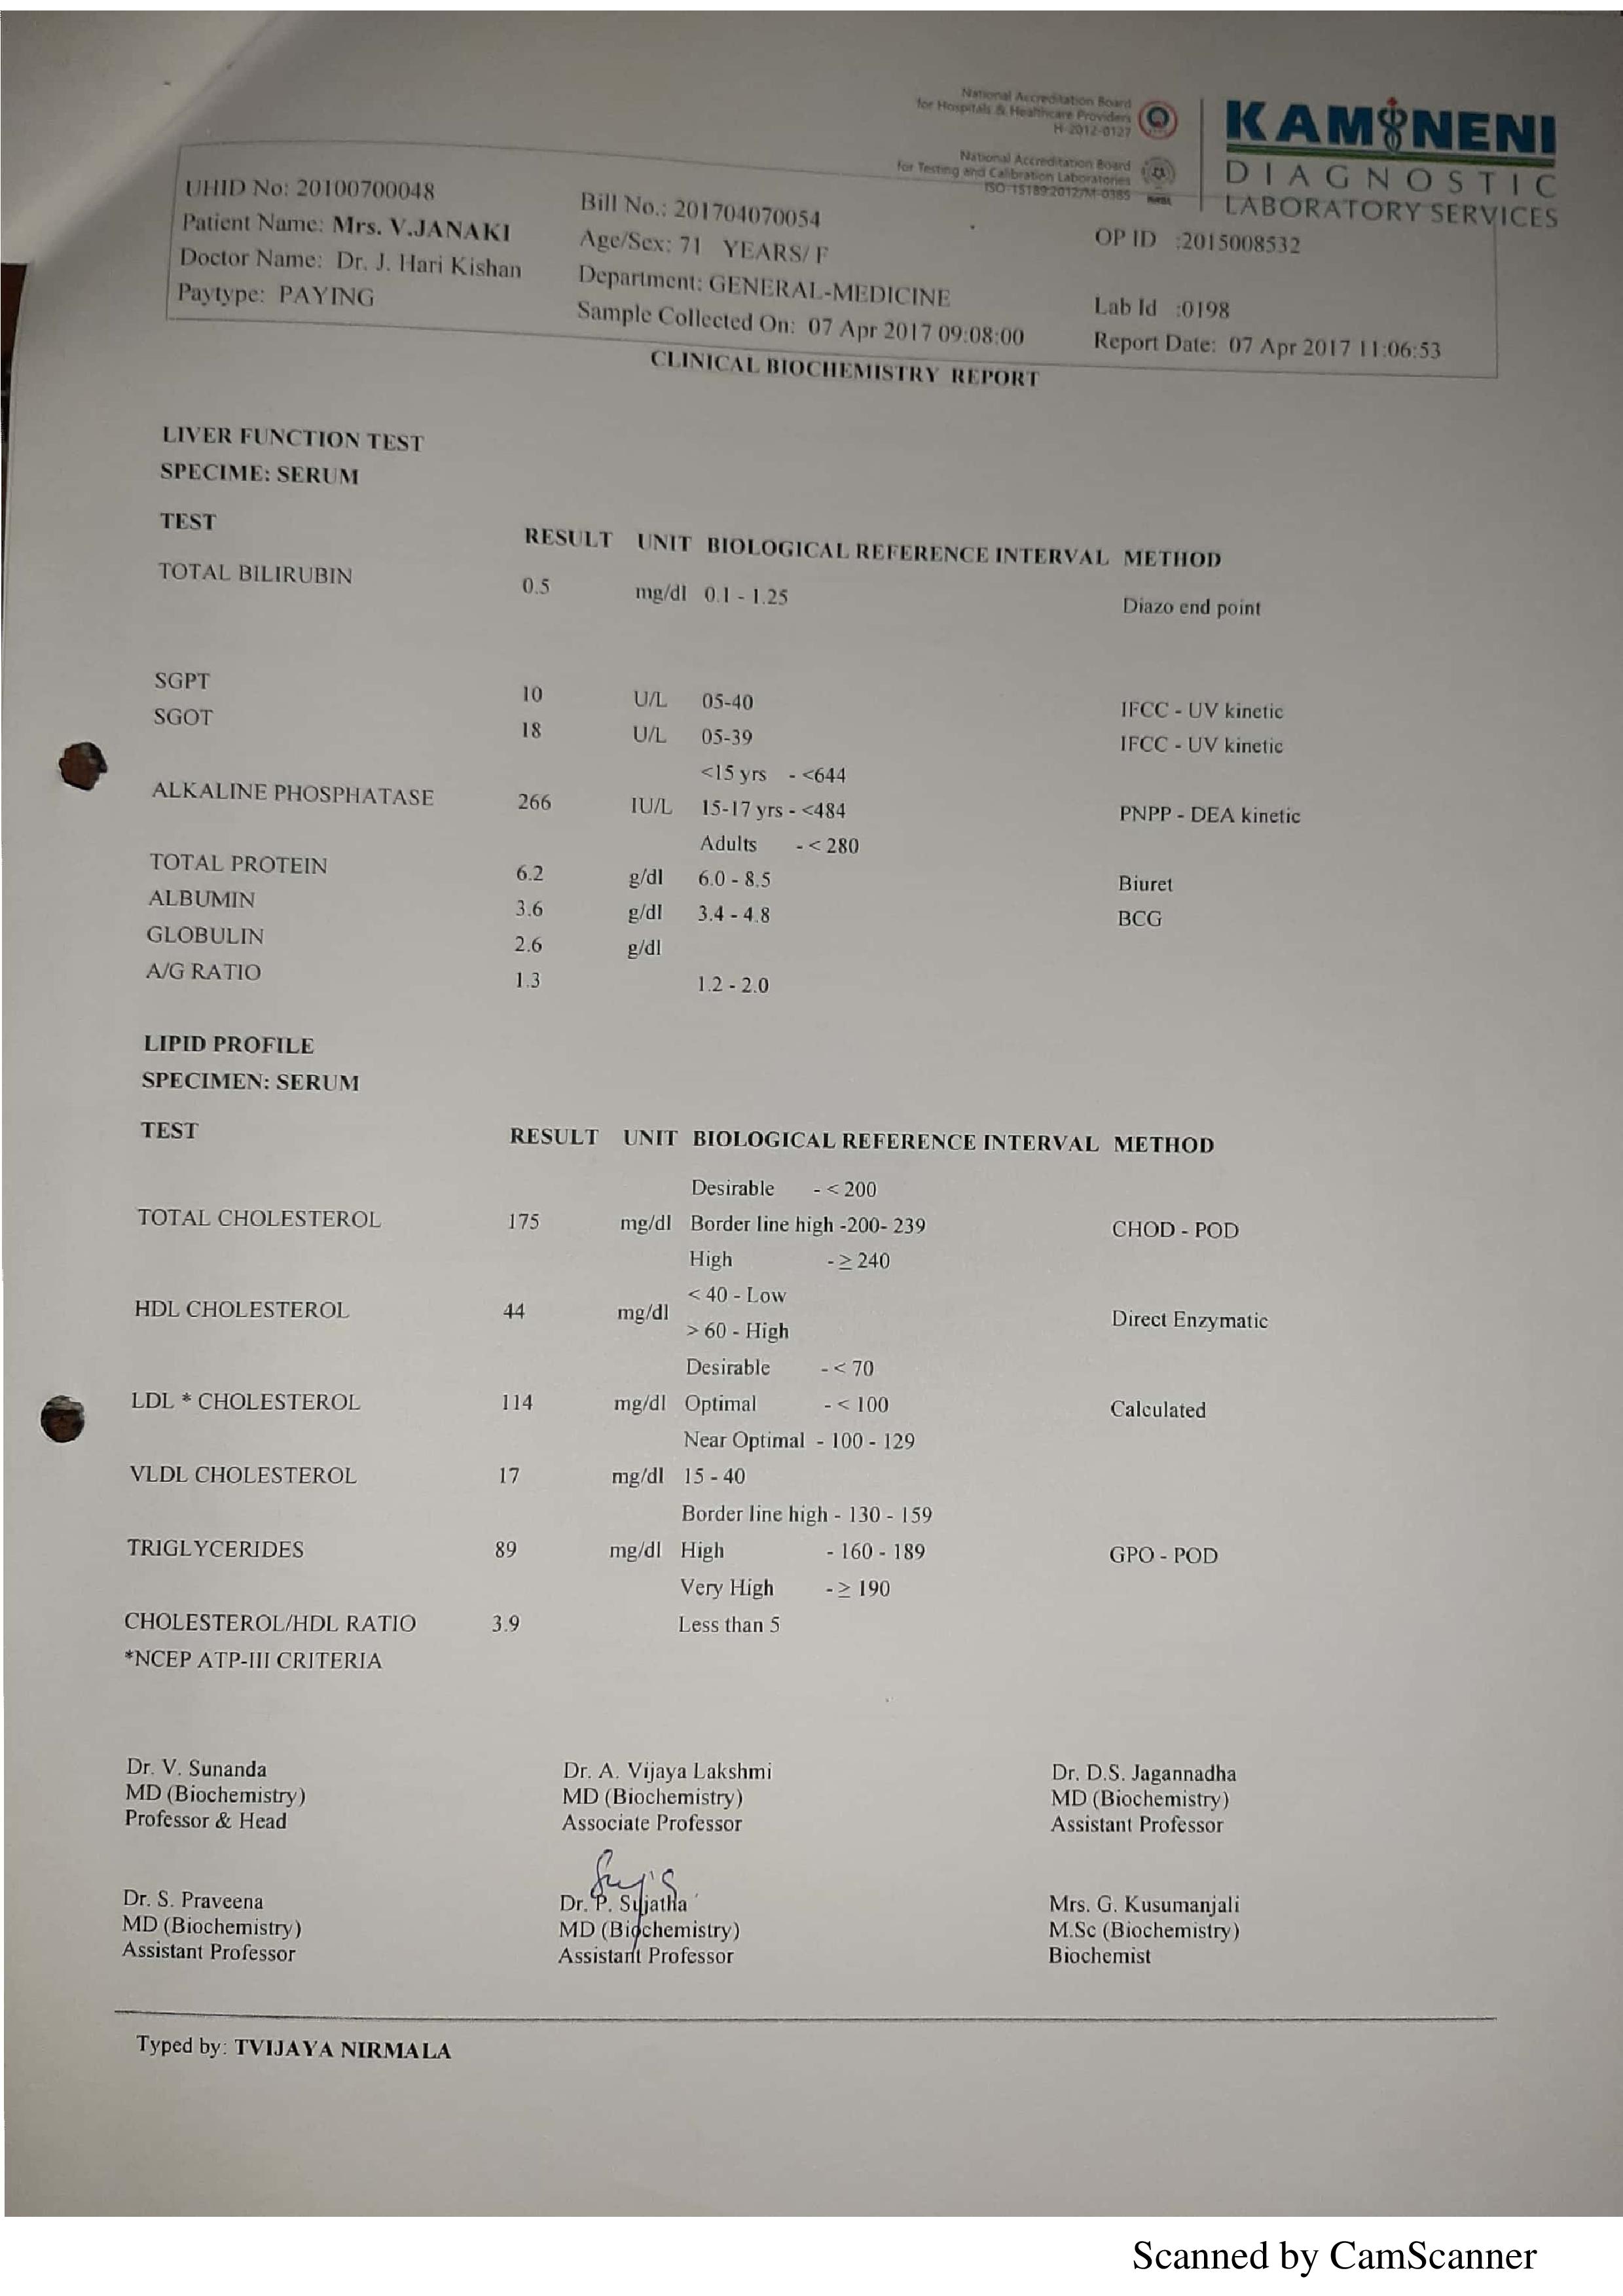 National Accreditation Board
for Hospitals & Healthcare Providers
H-2012-0127
National Accreditation Board
for Testing and Calibration Laboratories
ISO 15189:2012/M-0385
KAMINENI
DIAGNOSTIC
LABORATORY SERVICES
UHID No: 20100700048 Bill No.: 201704070054 OP ID :2015008532
Patient Name: Mrs. V.JANAKI Age/Sex: 71 YEARS/ F
Doctor Name: Dr. J. Hari Kishan Department: GENERAL-MEDICINE Lab Id :0198
Paytype: PAYING Sample Collected On: 07 Apr 2017 09:08:00 Report Date: 07 Apr 2017 11:06:53
CLINICAL BIOCHEMISTRY REPORT
LIVER FUNCTION TEST
SPECIME: SERUM
TEST RESULT UNIT BIOLOGICAL REFERENCE INTERVAL METHOD
TOTAL BILIRUBIN 0.5 mg/dl 0.1 - 1.25 Diazo end point
SGPT 10 U/L 05-40 IFCC - UV kinetic
SGOT 18 U/L 05-39 IFCC - UV kinetic
<15 yrs - <644
ALKALINE PHOSPHATASE 266 IU/L 15-17 yrs - <484 PNPP - DEA kinetic
Adults - < 280
TOTAL PROTEIN 6.2 g/dl 6.0 - 8.5 Biuret
ALBUMIN 3.6 g/dl 3.4 - 4.8 BCG
GLOBULIN 2.6 g/dl
A/G RATIO 1.3 1.2 - 2.0
LIPID PROFILE
SPECIMEN: SERUM
TEST RESULT UNIT BIOLOGICAL REFERENCE INTERVAL METHOD
Desirable - < 200
TOTAL CHOLESTEROL 175 mg/dl Border line high -200- 239 CHOD - POD
High - ≥ 240
< 40 - Low
HDL CHOLESTEROL 44 mg/dl Direct Enzymatic
> 60 - High
Desirable - < 70
LDL * CHOLESTEROL 114 mg/dl Optimal - < 100 Calculated
Near Optimal - 100 - 129
VLDL CHOLESTEROL 17 mg/dl 15 - 40
Border line high - 130 - 159
TRIGLYCERIDES 89 mg/dl High - 160 - 189 GPO - POD
Very High - ≥ 190
CHOLESTEROL/HDL RATIO 3.9 Less than 5
*NCEP ATP-III CRITERIA
Dr. V. Sunanda Dr. A. Vijaya Lakshmi Dr. D.S. Jagannadha
MD (Biochemistry) MD (Biochemistry) MD (Biochemistry)
Professor & Head Associate Professor Assistant Professor
Dr. S. Praveena Dr. P. Sujatha Mrs. G. Kusumanjali
MD (Biochemistry) MD (Biochemistry) M.Sc (Biochemistry)
Assistant Professor Assistant Professor Biochemist
Typed by: TVIJAYA NIRMALA
Scanned by CamScanner